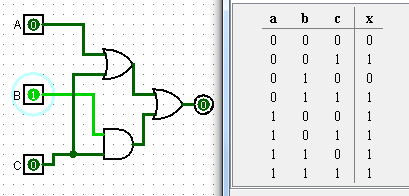 A 0
B 1
C 0
0
a b c x
0 0 0 0
0 0 1 1
0 1 0 0
0 1 1 1
1 0 0 1
1 0 1 1
1 1 0 1
1 1 1 1